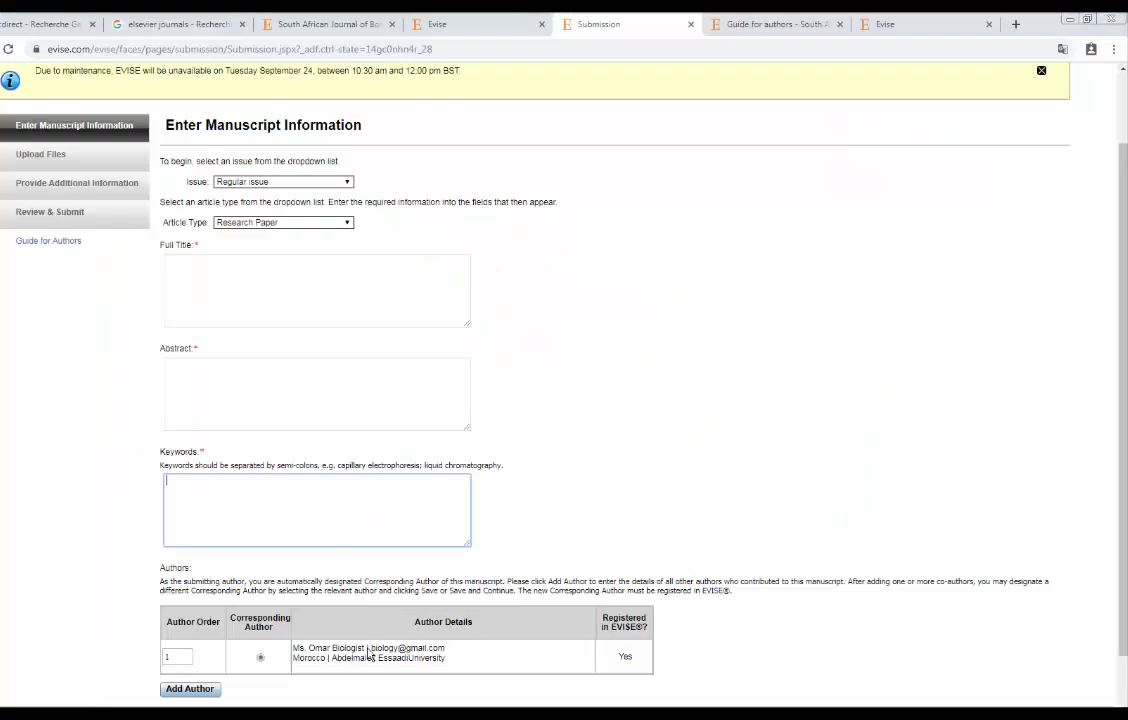 direct - Recherche Go
elsevier journals - Recherch
South African Journal of Bot
Evise
Submission
Guide for authors - South A
Evise
evise.com/evise/faces/pages/submission/Submission.jspx?_adf.ctrl-state=14gc0nhn4r_28
Due to maintenance, EVISE will be unavailable on Tuesday September 24, between 10:30 am and 12:00 pm BST.
Enter Manuscript Information
Upload Files
Provide Additional Information
Review & Submit
Guide for Authors
Enter Manuscript Information
To begin, select an issue from the dropdown list
Issue: Regular issue
Select an article type from the dropdown list. Enter the required information into the fields that then appear.
Article Type: Research Paper
Full Title:*
Abstract:*
Keywords:*
Keywords should be separated by semi-colons, e.g. capillary electrophoresis; liquid chromatography.
Authors:
As the submitting author, you are automatically designated Corresponding Author of this manuscript. Please click Add Author to enter the details of all other authors who contributed to this manuscript. After adding one or more co-authors, you may designate a
different Corresponding Author by selecting the relevant author and clicking Save or Save and Continue. The new Corresponding Author must be registered in EVISE®.
Author Order
Corresponding
Author
Author Details
Registered
in EVISE®?
1
Ms. Omar Biologist | biology@gmail.com
Morocco | EssaadiUniversity
Yes
Add Author